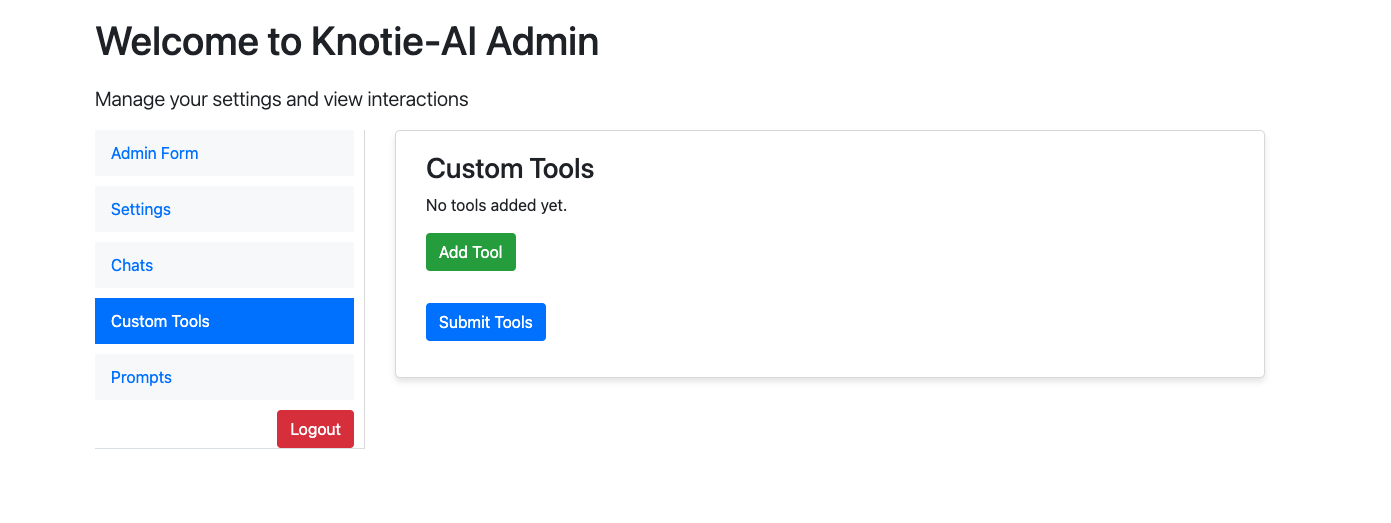 Welcome to Knotie-AI Admin
Manage your settings and view interactions
Admin Form
Settings
Chats
Custom Tools
Prompts
Logout
Custom Tools
No tools added yet.
Add Tool
Submit Tools